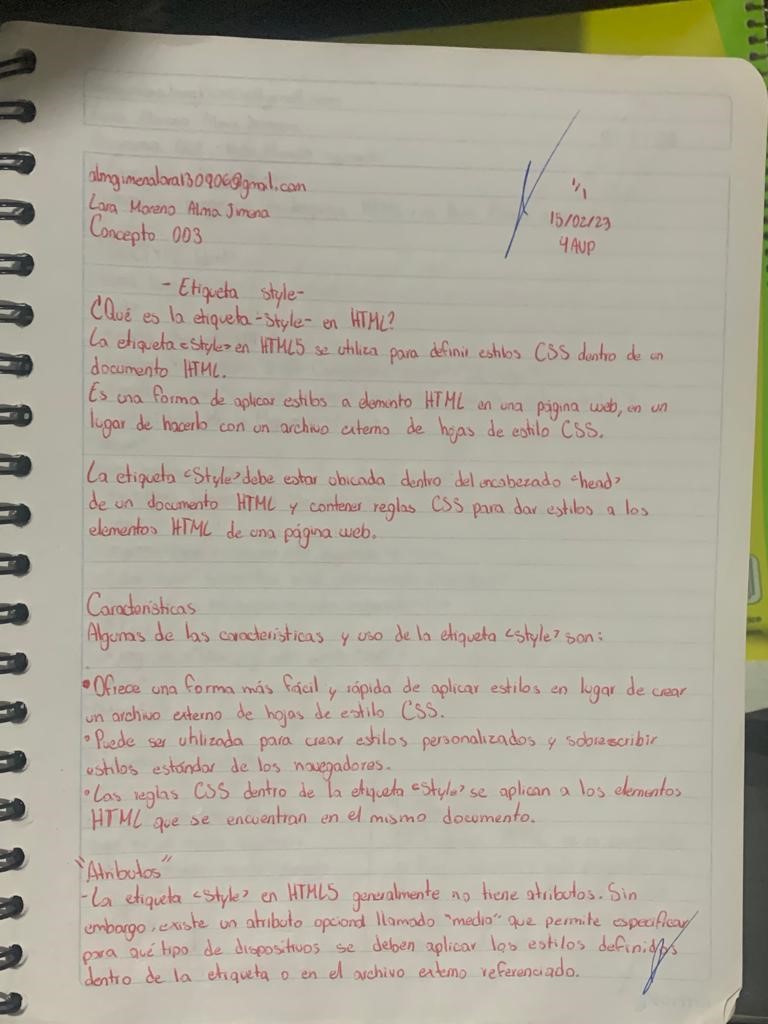 almgimenalara130906@gmail.com
Lara Moreno Alma Jimena
Concepto 003
1/1
15/02/23
4AVP
- Etiqueta style-
¿Qué es la etiqueta -Style- en HTML?
La etiqueta <style> en HTML5 se utiliza para definir estilos CSS dentro de un
documento HTML.
Es una forma de aplicar estilos a elemento HTML en una página web, en un
lugar de hacerlo con un archivo externo de hojas de estilo CSS.
La etiqueta <Style> debe estar ubicada dentro del encabezado <head>
de un documento HTML y contener reglas CSS para dar estilos a los
elementos HTML de una página web.
Caracteristicas
Algunas de las caracteristicas y uso de la etiqueta <style> son:
• Ofrece una forma más fácil y rápida de aplicar estilos en lugar de crear
un archivo externo de hojas de estilo CSS.
• Puede ser utilizada para crear estilos personalizados y sobrescribir
estilos estándar de los navegadores.
• Las reglas CSS dentro de la etiqueta <style> se aplican a los elementos
HTML que se encuentran en el mismo documento.
"Atributos"
- La etiqueta <style> en HTML5 generalmente no tiene atributos. Sin
embargo, existe un atributo opcional llamado "media" que permite especificar
para qué tipo de dispositivos se deben aplicar los estilos definidos
dentro de la etiqueta o en el archivo externo referenciado.